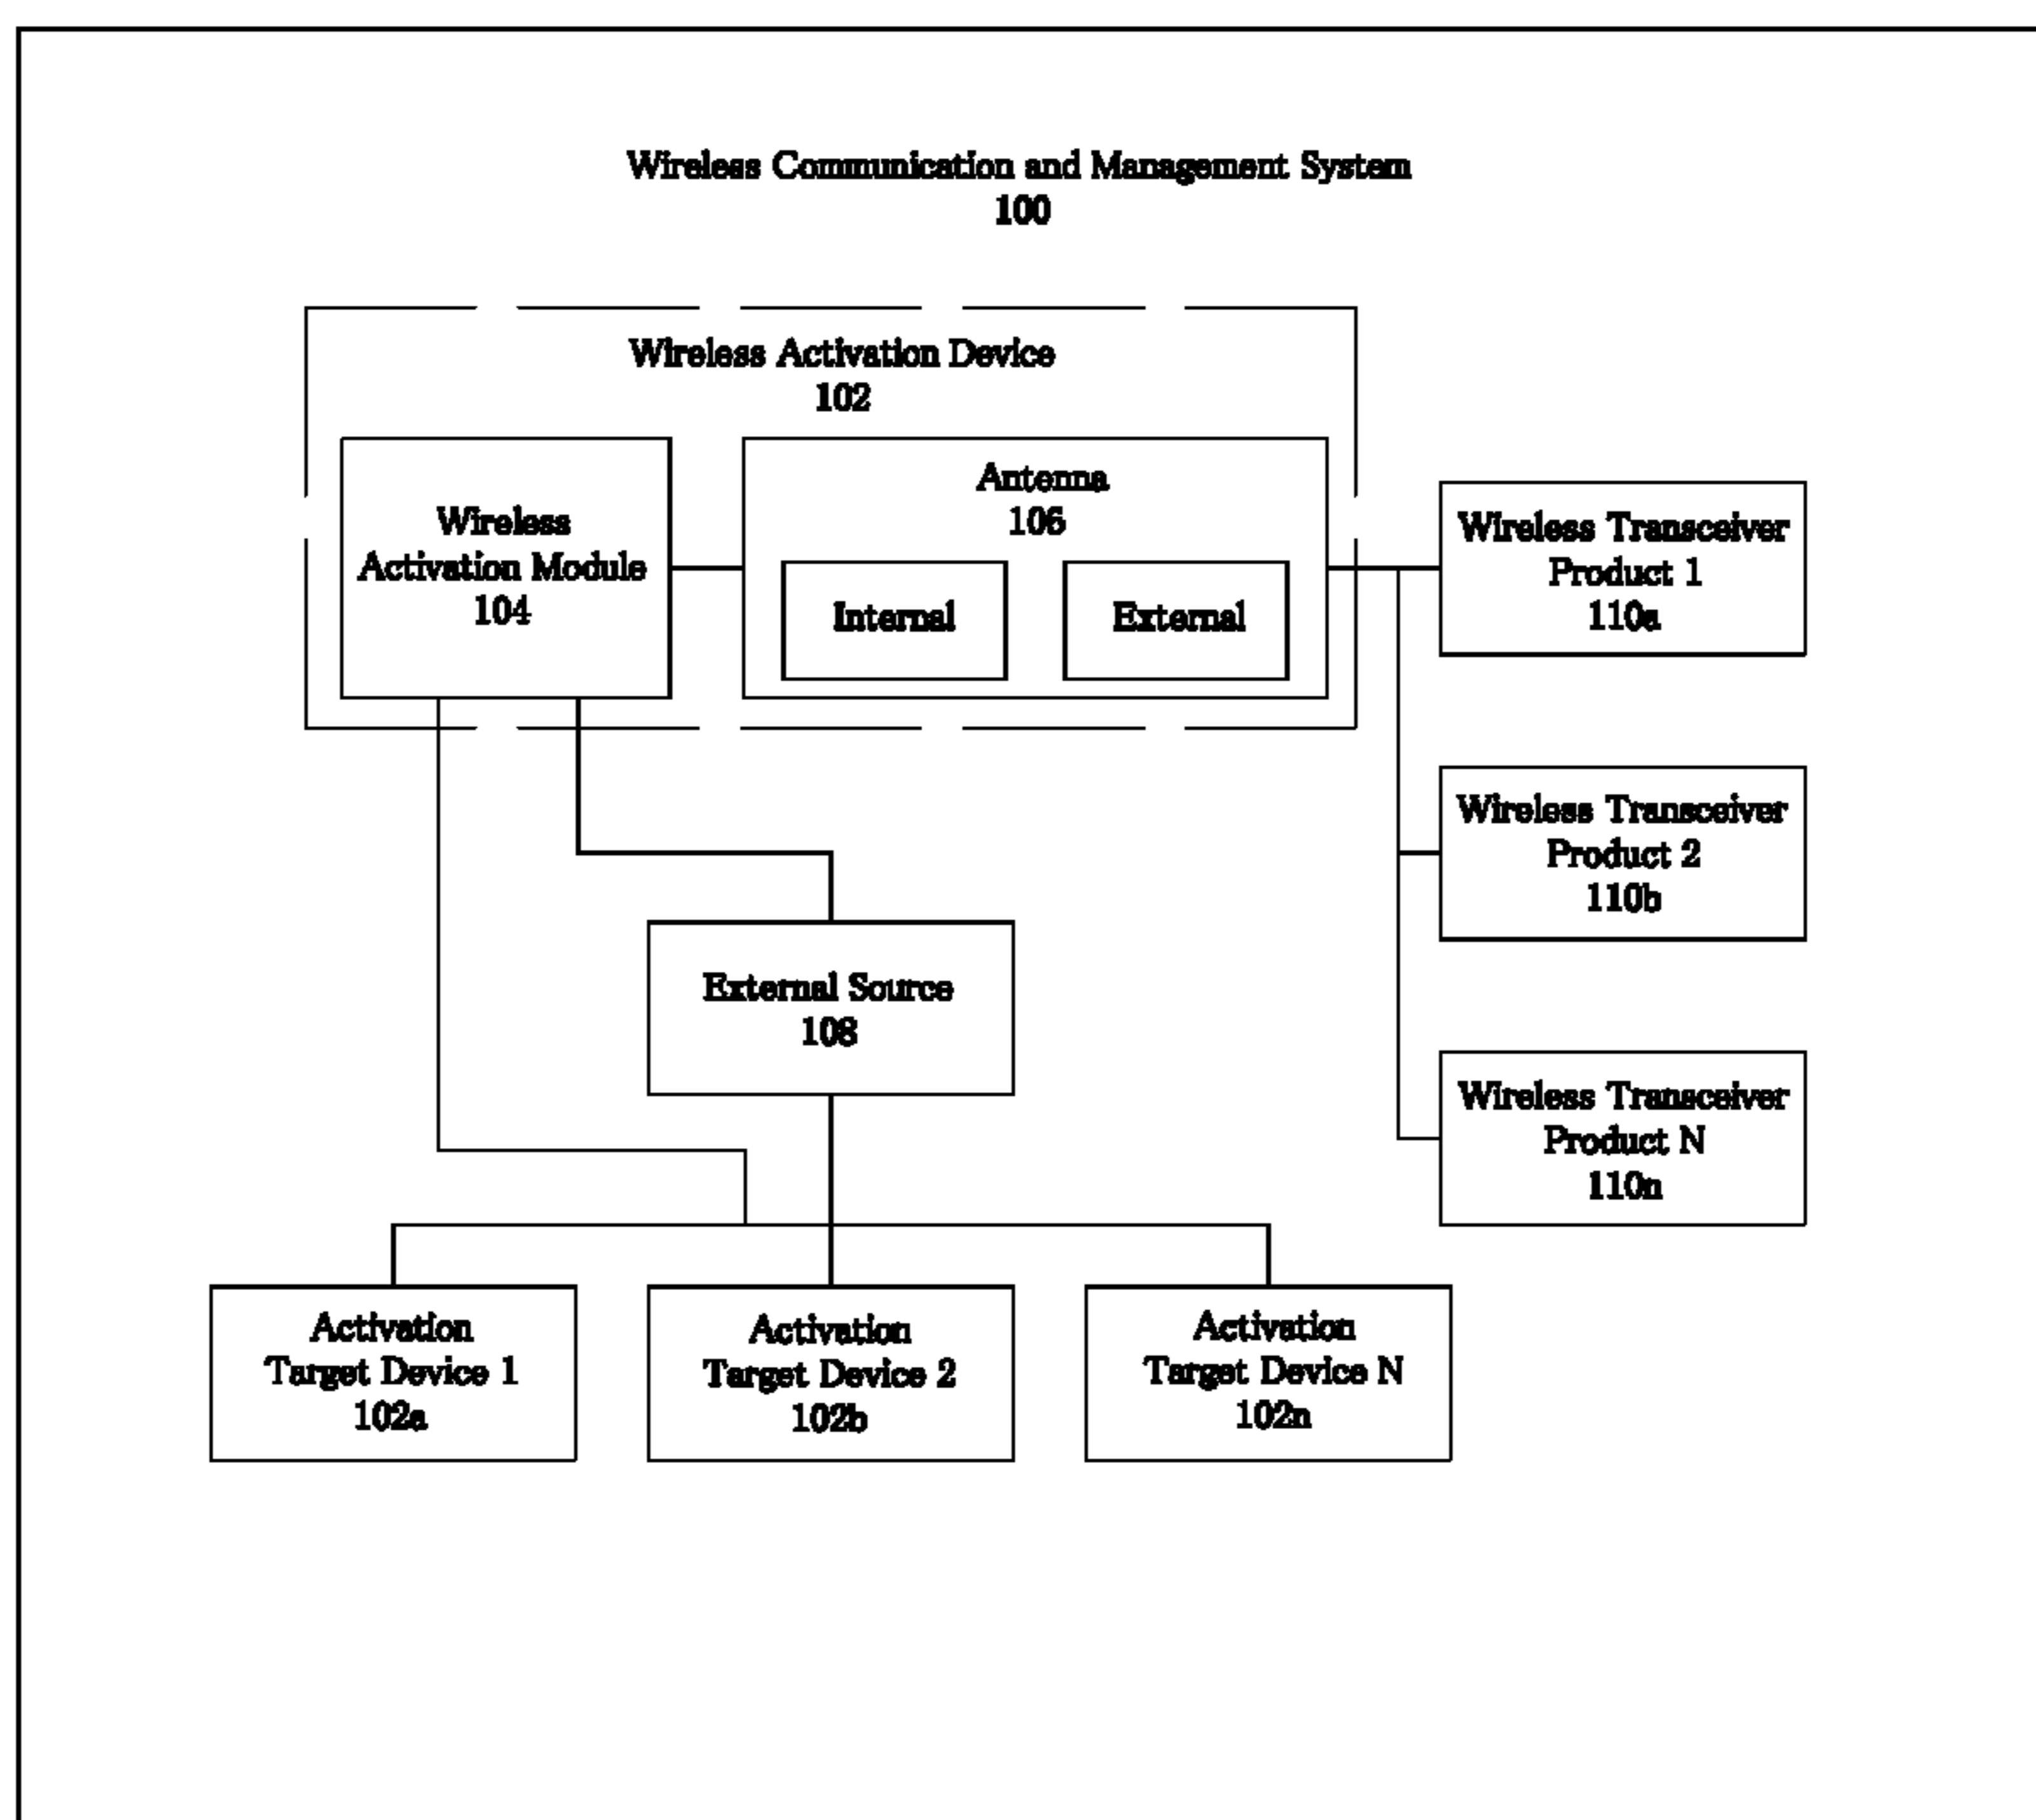 Wireless Communication and Management System
100
Wireless Activation Device
102
Wireless
Activation Module
104
Antenna
106
Internal
External
Wireless Transceiver
Product 1
110a
Wireless Transceiver
Product 2
110b
External Source
108
Wireless Transceiver
Product N
110n
Activation
Target Device 1
102a
Activation
Target Device 2
102b
Activation
Target Device N
102n